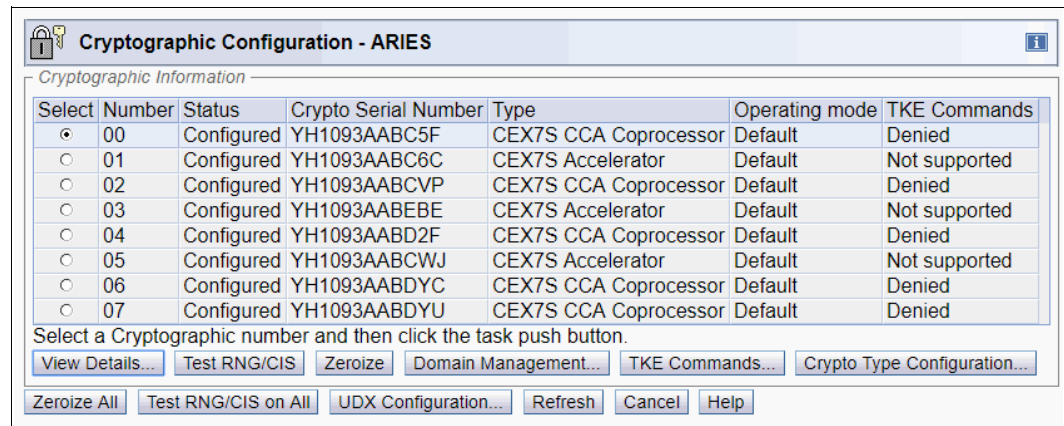 Cryptographic Configuration - ARIES
i
Cryptographic Information
Select Number Status Crypto Serial Number Type Operating mode TKE Commands
00 Configured YH1093AABC5F CEX7S CCA Coprocessor Default Denied
01 Configured YH1093AABC6C CEX7S Accelerator Default Not supported
02 Configured YH1093AABCVP CEX7S CCA Coprocessor Default Denied
03 Configured YH1093AABEBE CEX7S Accelerator Default Not supported
04 Configured YH1093AABD2F CEX7S CCA Coprocessor Default Denied
05 Configured YH1093AABCWJ CEX7S Accelerator Default Not supported
06 Configured YH1093AABDYC CEX7S CCA Coprocessor Default Denied
07 Configured YH1093AABDYU CEX7S CCA Coprocessor Default Denied
Select a Cryptographic number and then click the task push button.
View Details... Test RNG/CIS Zeroize Domain Management... TKE Commands... Crypto Type Configuration...
Zeroize All Test RNG/CIS on All UDX Configuration... Refresh Cancel Help